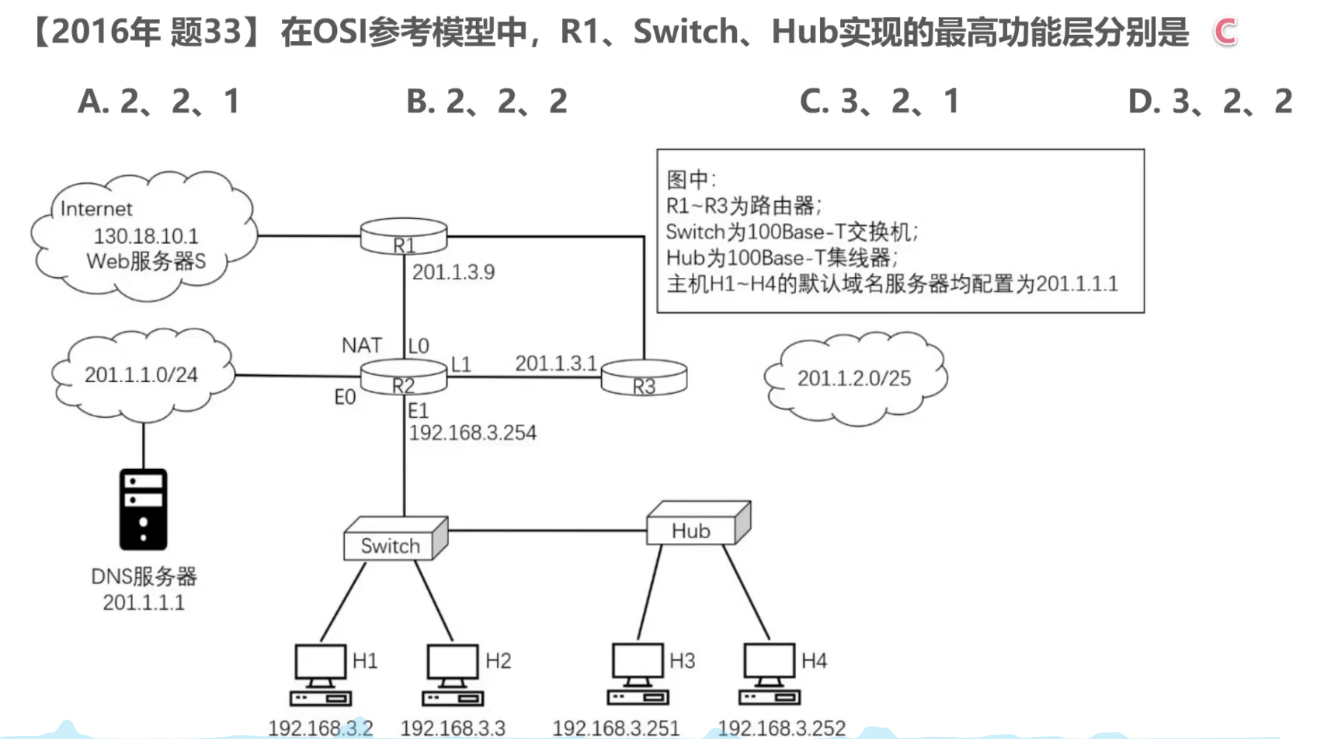 【2016年 题33】在OSI参考模型中，R1、Switch、Hub实现的最高功能层分别是 C
A. 2、2、1 B. 2、2、2 C. 3、2、1 D. 3、2、2
图中：
R1~R3为路由器；
Switch为100Base-T交换机；
Hub为100Base-T集线器；
主机H1~H4的默认域名服务器均配置为201.1.1.1
Internet
130.18.10.1
Web服务器S
R1
201.1.3.9
NAT L0
201.1.1.0/24
R2
L1
201.1.3.1
R3
201.1.2.0/25
E0
E1
192.168.3.254
Switch
Hub
DNS服务器
201.1.1.1
H1 H2 H3 H4
192.168.3.2 192.168.3.3 192.168.3.251 192.168.3.252